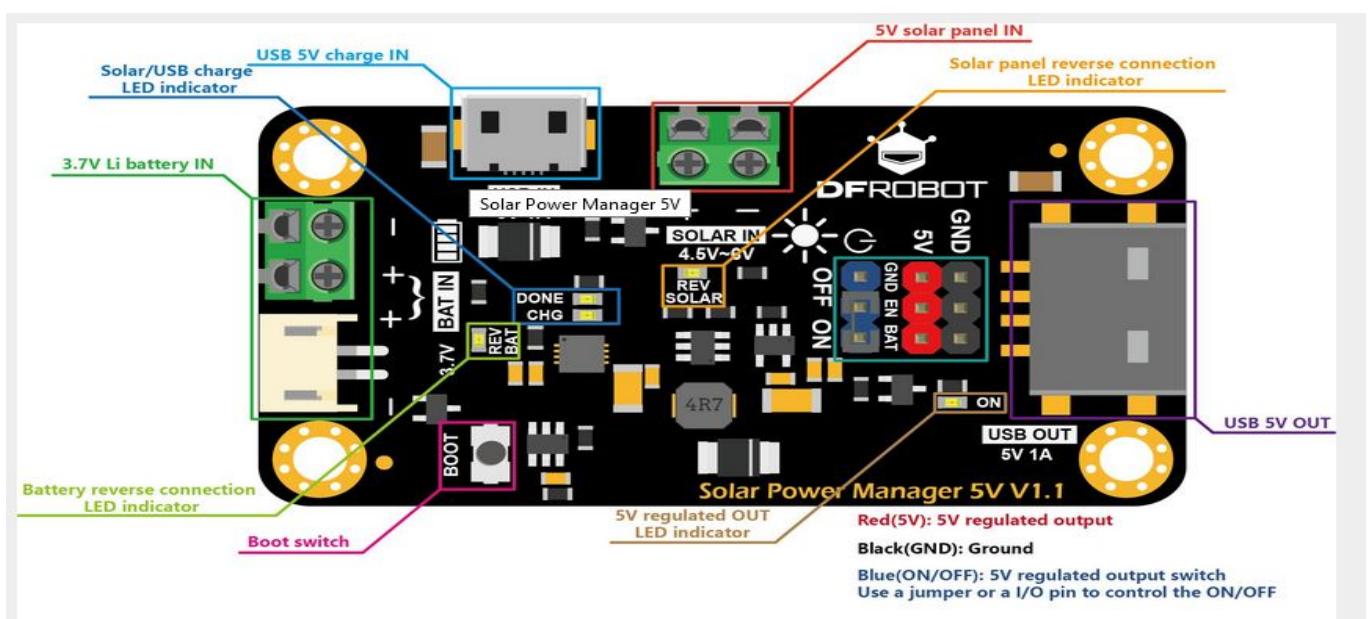 5V solar panel IN
USB 5V charge IN
Solar/USB charge
LED indicator
Solar panel reverse connection
LED indicator
3.7V Li battery IN
DFROBOT
Solar Power Manager 5V
+ -
SOLAR IN
4.5V~6V
REV
SOLAR
-
+
+
-
BAT IN
3.7V
DONE
CHG
REV
BAT
BOOT
OFF ON
GND EN BAT
5V
GND
4R7
ON
USB OUT
5V 1A
USB 5V OUT
Solar Power Manager 5V V1.1
Battery reverse connection
LED indicator
Boot switch
5V regulated OUT
LED indicator
Red(5V): 5V regulated output
Black(GND): Ground
Blue(ON/OFF): 5V regulated output switch
Use a jumper or a I/O pin to control the ON/OFF